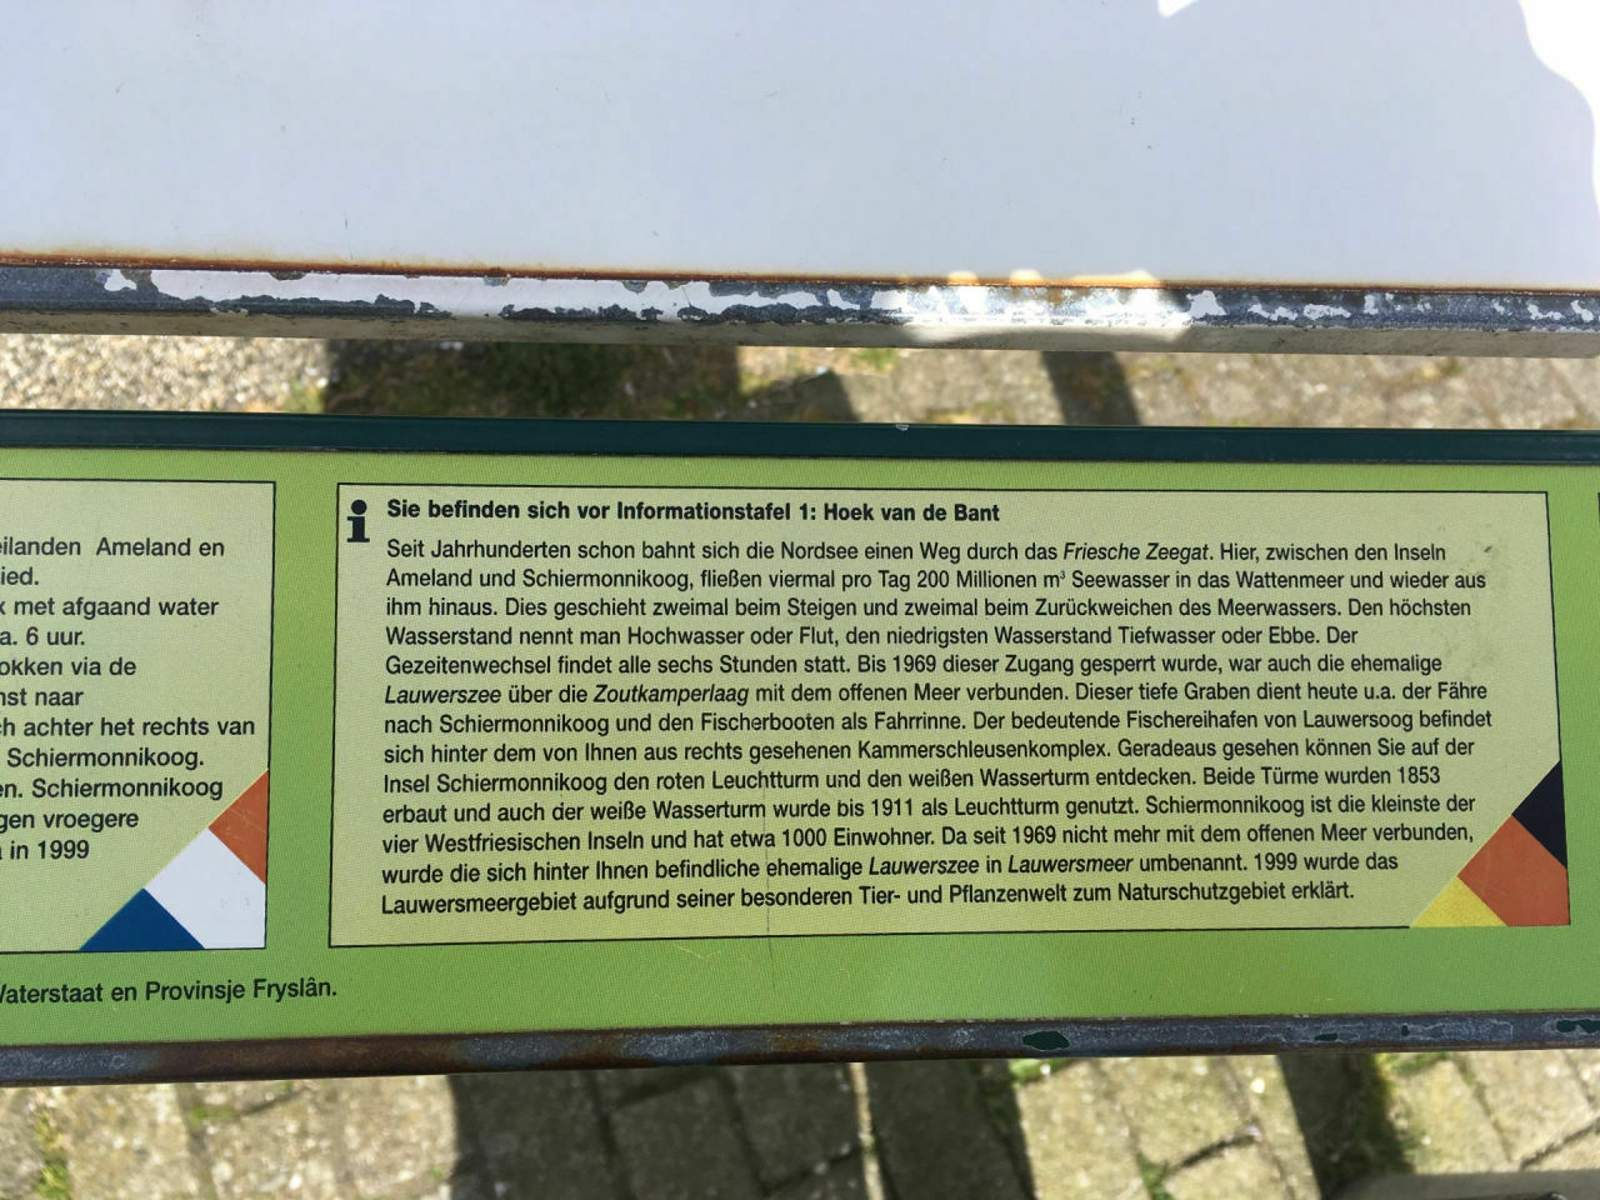 eilanden Ameland en
ied.
met afgaand water
a. 6 uur.
okken via de
nst naar
ch achter het rechts van
Schiermonnikoog.
en. Schiermonnikoog
gen vroegere
in 1999
Sie befinden sich vor Informationstafel 1: Hoek van de Bant
Seit Jahrhunderten schon bahnt sich die Nordsee einen Weg durch das Friesche Zeegat. Hier, zwischen den Inseln
Ameland und Schiermonnikoog, fließen viermal pro Tag 200 Millionen m³ Seewasser in das Wattenmeer und wieder aus
ihm hinaus. Dies geschieht zweimal beim Steigen und zweimal beim Zurückweichen des Meerwassers. Den höchsten
Wasserstand nennt man Hochwasser oder Flut, den niedrigsten Wasserstand Tiefwasser oder Ebbe. Der
Gezeitenwechsel findet alle sechs Stunden statt. Bis 1969 dieser Zugang gesperrt wurde, war auch die ehemalige
Lauwerszee über die Zoutkamperlaag mit dem offenen Meer verbunden. Dieser tiefe Graben dient heute u.a. der Fähre
nach Schiermonnikoog und den Fischerbooten als Fahrrinne. Der bedeutende Fischereihafen von Lauwersoog befindet
sich hinter dem von Ihnen aus rechts gesehenen Kammerschleusenkomplex. Geradeaus gesehen können Sie auf der
Insel Schiermonnikoog den roten Leuchtturm und den weißen Wasserturm entdecken. Beide Türme wurden 1853
erbaut und auch der weiße Wasserturm wurde bis 1911 als Leuchtturm genutzt. Schiermonnikoog ist die kleinste der
vier Westfriesischen Inseln und hat etwa 1000 Einwohner. Da seit 1969 nicht mehr mit dem offenen Meer verbunden,
wurde die sich hinter Ihnen befindliche ehemalige Lauwerszee in Lauwersmeer umbenannt. 1999 wurde das
Lauwersmeergebiet aufgrund seiner besonderen Tier- und Pflanzenwelt zum Naturschutzgebiet erklärt.
Waterstaat en Provinsje Fryslân.